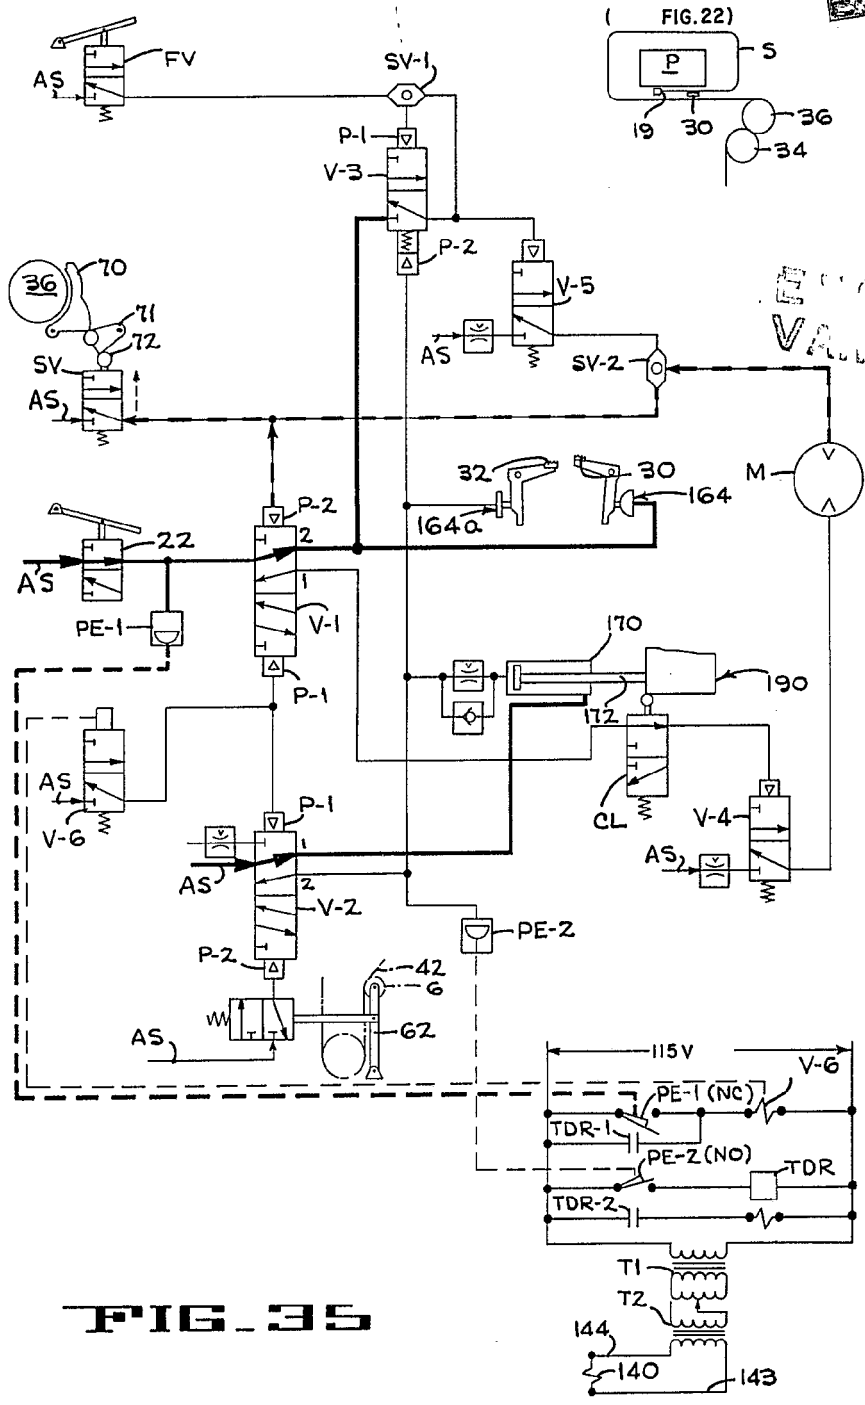 ( FIG. 22)
S
P
19
30
36
34
FV
AS
SV-1
P-1
V-3
P-2
V-5
AS
SV-2
36
70
71
72
SV
AS
M
32
30
164a
164
P-2
22
2
AS
1
PE-1
V-1
P-1
170
172
190
AS
V-6
CL
V-4
AS
P-1
1
AS
2
V-2
PE-2
P-2
42
6
62
AS
115V
V-6
PE-1 (NC)
TDR-1
PE-2 (NO)
TDR
TDR-2
T1
T2
144
140
143
FIG_35